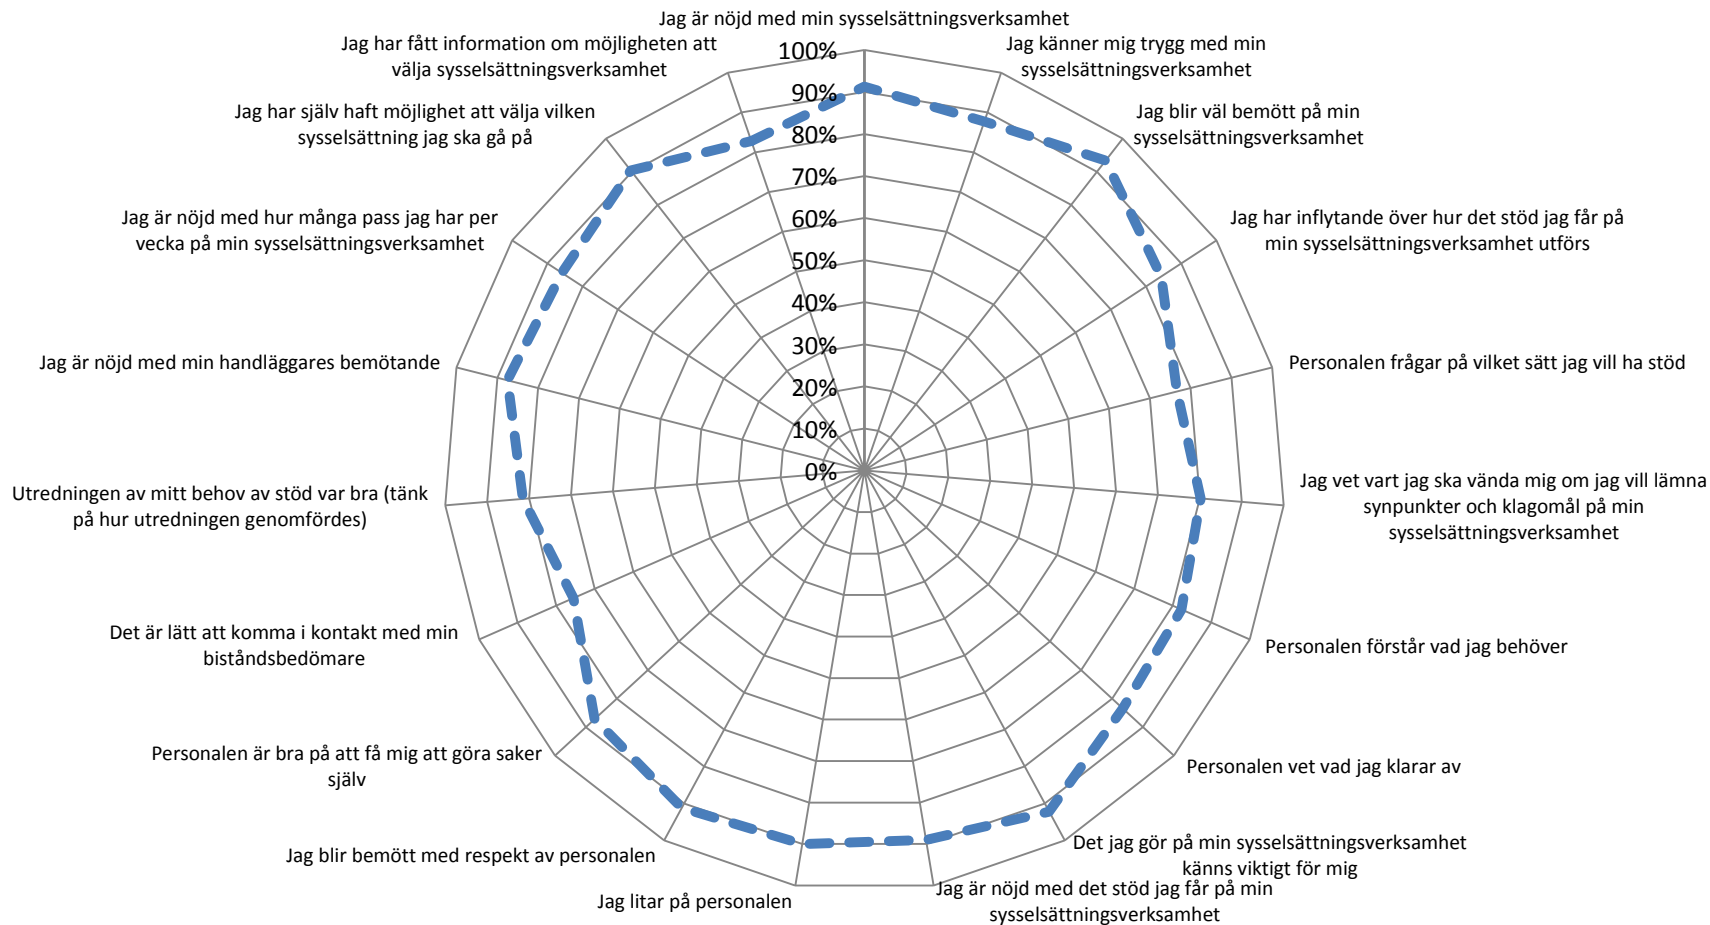 Jag är nöjd med min sysselsättningsverksamhet
Jag känner mig trygg med min
sysselsättningsverksamhet
Jag blir väl bemött på min
sysselsättningsverksamhet
Jag har inflytande över hur det stöd jag får på
min sysselsättningsverksamhet utförs
Personalen frågar på vilket sätt jag vill ha stöd
Jag vet vart jag ska vända mig om jag vill lämna
synpunkter och klagomål på min
sysselsättningsverksamhet
Personalen förstår vad jag behöver
Personalen vet vad jag klarar av
Det jag gör på min sysselsättningsverksamhet
känns viktigt för mig
Jag är nöjd med det stöd jag får på min
sysselsättningsverksamhet
Jag litar på personalen
Jag blir bemött med respekt av personalen
Personalen är bra på att få mig att göra saker
själv
Det är lätt att komma i kontakt med min
biståndsbedömare
Utredningen av mitt behov av stöd var bra (tänk
på hur utredningen genomfördes)
Jag är nöjd med min handläggares bemötande
Jag är nöjd med hur många pass jag har per
vecka på min sysselsättningsverksamhet
Jag har själv haft möjlighet att välja vilken
sysselsättning jag ska gå på
Jag har fått information om möjligheten att
välja sysselsättningsverksamhet
100%
90%
80%
70%
60%
50%
40%
30%
20%
10%
0%